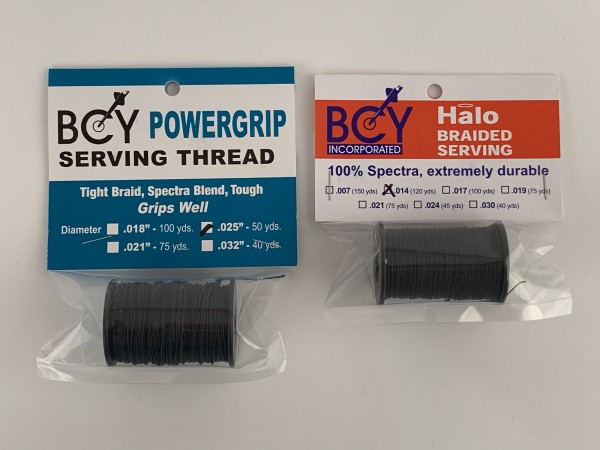 BCY POWERGRIP
SERVING THREAD
Tight Braid, Spectra Blend, Tough
Grips Well
Diameter .018" - 100 yds. .025" - 50 yds.
.021" - 75 yds. .032" - 40 yds.
BCY
INCORPORATED
Halo
BRAIDED
SERVING
100% Spectra, extremely durable
.007 (150 yds) .014 (120 yds) .017 (100 yds) .019 (75 yds)
.021 (75 yds) .024 (45 yds) .030 (40 yds)